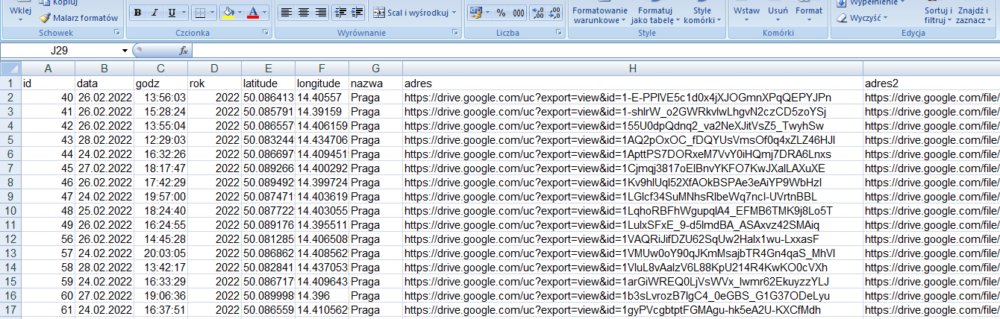 Wklej
Kopiuj
Malarz formatów
B I U A
Scal i wyśrodkuj
% 000
Formatowanie warunkowe
Formatuj jako tabelę
Style komórki
Wstaw Usuń Format
Wypełnienie
Wyczyść
Sortuj i filtruj
Znajdź i zaznacz
Schowek Czcionka Wyrównanie Liczba Style Komórki Edycja
J29 fx
A B C D E F G H
1 id data godz rok latitude longitude nazwa adres adres2
2 40 26.02.2022 13:56:03 2022 50.086413 14.40557 Praga https://drive.google.com/uc?export=view&id=1-E-PPlVE5c1d0x4jXJOGmnXPqQEPYJPn https://drive.google.com/file/
3 41 26.02.2022 15:28:24 2022 50.085791 14.39159 Praga https://drive.google.com/uc?export=view&id=1-shlrW_o2GWRkvlwLhgvN2czCD5zoYSj https://drive.google.com/file/
4 42 26.02.2022 13:55:04 2022 50.086557 14.406159 Praga https://drive.google.com/uc?export=view&id=155U0dpQdnq2_va2NeXJitVsZ5_TwyhSw https://drive.google.com/file/
5 43 28.02.2022 12:29:03 2022 50.083244 14.434706 Praga https://drive.google.com/uc?export=view&id=1AQ2pOxOC_fDQYUsVmsOf0q4xZLZ46HJl https://drive.google.com/file/
6 44 24.02.2022 16:32:26 2022 50.086697 14.409451 Praga https://drive.google.com/uc?export=view&id=1ApttPS7DORxeM7VvY0iHQmj7DRA6Lnxs https://drive.google.com/file/
7 45 27.02.2022 18:17:47 2022 50.089266 14.400292 Praga https://drive.google.com/uc?export=view&id=1Cjmqj3817oElBnvYKFO7KwJXalLAXuXE https://drive.google.com/file/
8 46 26.02.2022 17:42:29 2022 50.089492 14.399724 Praga https://drive.google.com/uc?export=view&id=1Kv9hlUql52XfAOkBSPAe3eAiYP9WbHzl https://drive.google.com/file/
9 47 24.02.2022 19:57:00 2022 50.087471 14.403619 Praga https://drive.google.com/uc?export=view&id=1LGlcf34SuMNhsRlbeWq7ncI-UVrtnBBL https://drive.google.com/file/
10 48 25.02.2022 18:24:40 2022 50.087722 14.403055 Praga https://drive.google.com/uc?export=view&id=1LqhoRBFhWgupqlA4_EFMB6TMK9j8Lo5T https://drive.google.com/file/
11 49 26.02.2022 16:24:55 2022 50.089176 14.395511 Praga https://drive.google.com/uc?export=view&id=1LulxSFxE_9-d5lmdBA_ASAxvz42SMAiq https://drive.google.com/file/
12 56 26.02.2022 14:45:28 2022 50.081285 14.406508 Praga https://drive.google.com/uc?export=view&id=1VAQRiJifDZU62SqUw2Halx1wu-LxxasF https://drive.google.com/file/
13 57 24.02.2022 20:03:05 2022 50.086862 14.408562 Praga https://drive.google.com/uc?export=view&id=1VMUw0oY90qJKmMsajbTR4Gn4qaS_MhVl https://drive.google.com/file/
14 58 28.02.2022 13:42:17 2022 50.082841 14.437053 Praga https://drive.google.com/uc?export=view&id=1VluL8vAalzV6L88KpU214R4KwKO0cVXh https://drive.google.com/file/
15 59 24.02.2022 16:33:29 2022 50.086717 14.409643 Praga https://drive.google.com/uc?export=view&id=1arGiWREQ0LjVsWVx_lwmr62EkuyzzYLJ https://drive.google.com/file/
16 60 27.02.2022 19:06:36 2022 50.089998 14.396 Praga https://drive.google.com/uc?export=view&id=1b3sLvrozB7lgC4_0eGBS_G1G37ODeLyu https://drive.google.com/file/
17 61 24.02.2022 16:37:51 2022 50.086559 14.410562 Praga https://drive.google.com/uc?export=view&id=1gyPVcgbtptFGMAgu-hk5eA2U-KXCfMdh https://drive.google.com/file/